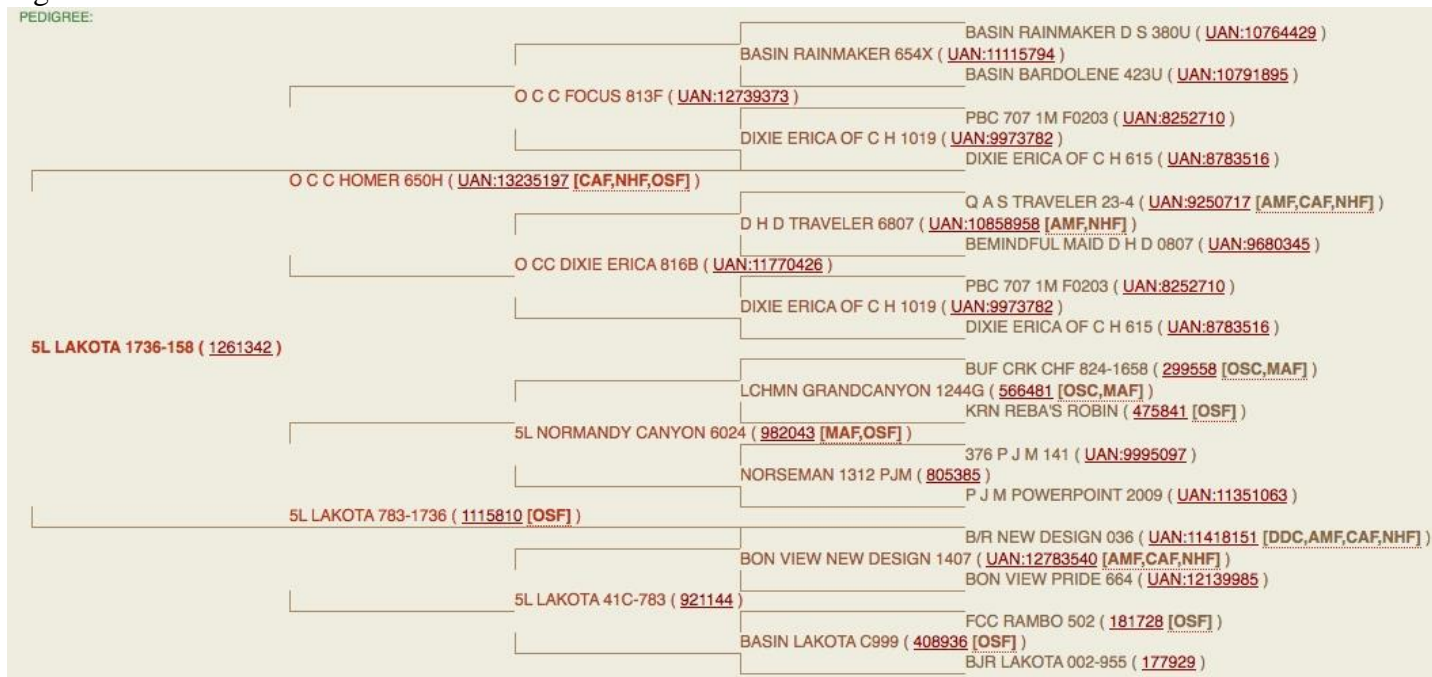 PEDIGREE:
BASIN RAINMAKER D S 380U ( UAN:10764429 )
BASIN RAINMAKER 654X ( UAN:11115794 )
BASIN BARDOLENE 423U ( UAN:10791895 )
O C C FOCUS 813F ( UAN:12739373 )
PBC 707 1M F0203 ( UAN:8252710 )
DIXIE ERICA OF C H 1019 ( UAN:9973782 )
DIXIE ERICA OF C H 615 ( UAN:8783516 )
O C C HOMER 650H ( UAN:13235197 [CAF,NHF,OSF] )
Q A S TRAVELER 23-4 ( UAN:9250717 [AMF,CAF,NHF] )
D H D TRAVELER 6807 ( UAN:10858958 [AMF,NHF] )
BEMINDFUL MAID D H D 0807 ( UAN:9680345 )
O CC DIXIE ERICA 816B ( UAN:11770426 )
PBC 707 1M F0203 ( UAN:8252710 )
DIXIE ERICA OF C H 1019 ( UAN:9973782 )
DIXIE ERICA OF C H 615 ( UAN:8783516 )
5L LAKOTA 1736-158 ( 1261342 )
BUF CRK CHF 824-1658 ( 299558 [OSC,MAF] )
LCHMN GRANDCANYON 1244G ( 566481 [OSC,MAF] )
KRN REBA'S ROBIN ( 475841 [OSF] )
5L NORMANDY CANYON 6024 ( 982043 [MAF,OSF] )
376 P J M 141 ( UAN:9995097 )
NORSEMAN 1312 PJM ( 805385 )
P J M POWERPOINT 2009 ( UAN:11351063 )
5L LAKOTA 783-1736 ( 1115810 [OSF] )
B/R NEW DESIGN 036 ( UAN:11418151 [DDC,AMF,CAF,NHF] )
BON VIEW NEW DESIGN 1407 ( UAN:12783540 [AMF,CAF,NHF] )
BON VIEW PRIDE 664 ( UAN:12139985 )
5L LAKOTA 41C-783 ( 921144 )
FCC RAMBO 502 ( 181728 [OSF] )
BASIN LAKOTA C999 ( 408936 [OSF] )
BJR LAKOTA 002-955 ( 177929 )